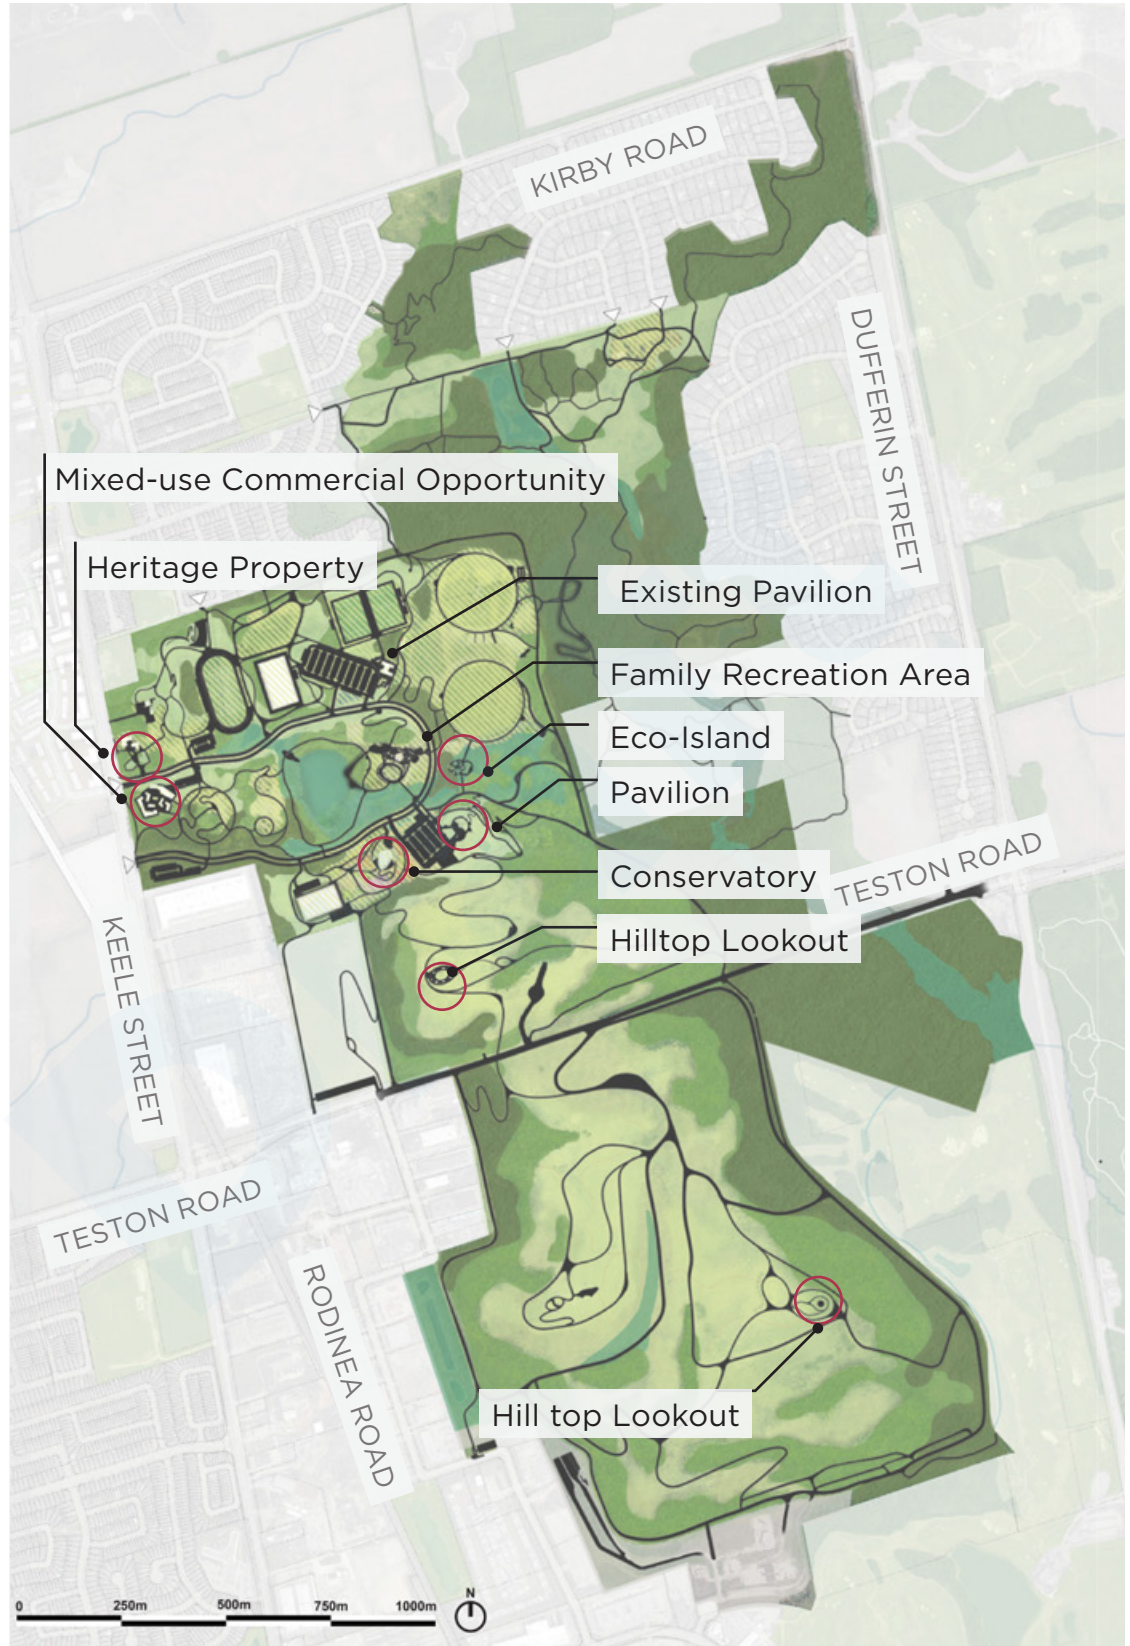 KIRBY ROAD
DUFFERIN STREET
Mixed-use Commercial Opportunity
Heritage Property
Existing Pavilion
Family Recreation Area
Eco-Island
Pavilion
Conservatory
TESTON ROAD
Hilltop Lookout
KEELE STREET
TESTON ROAD
RODINEA ROAD
Hill top Lookout
0 250m 500m 750m 1000m
N